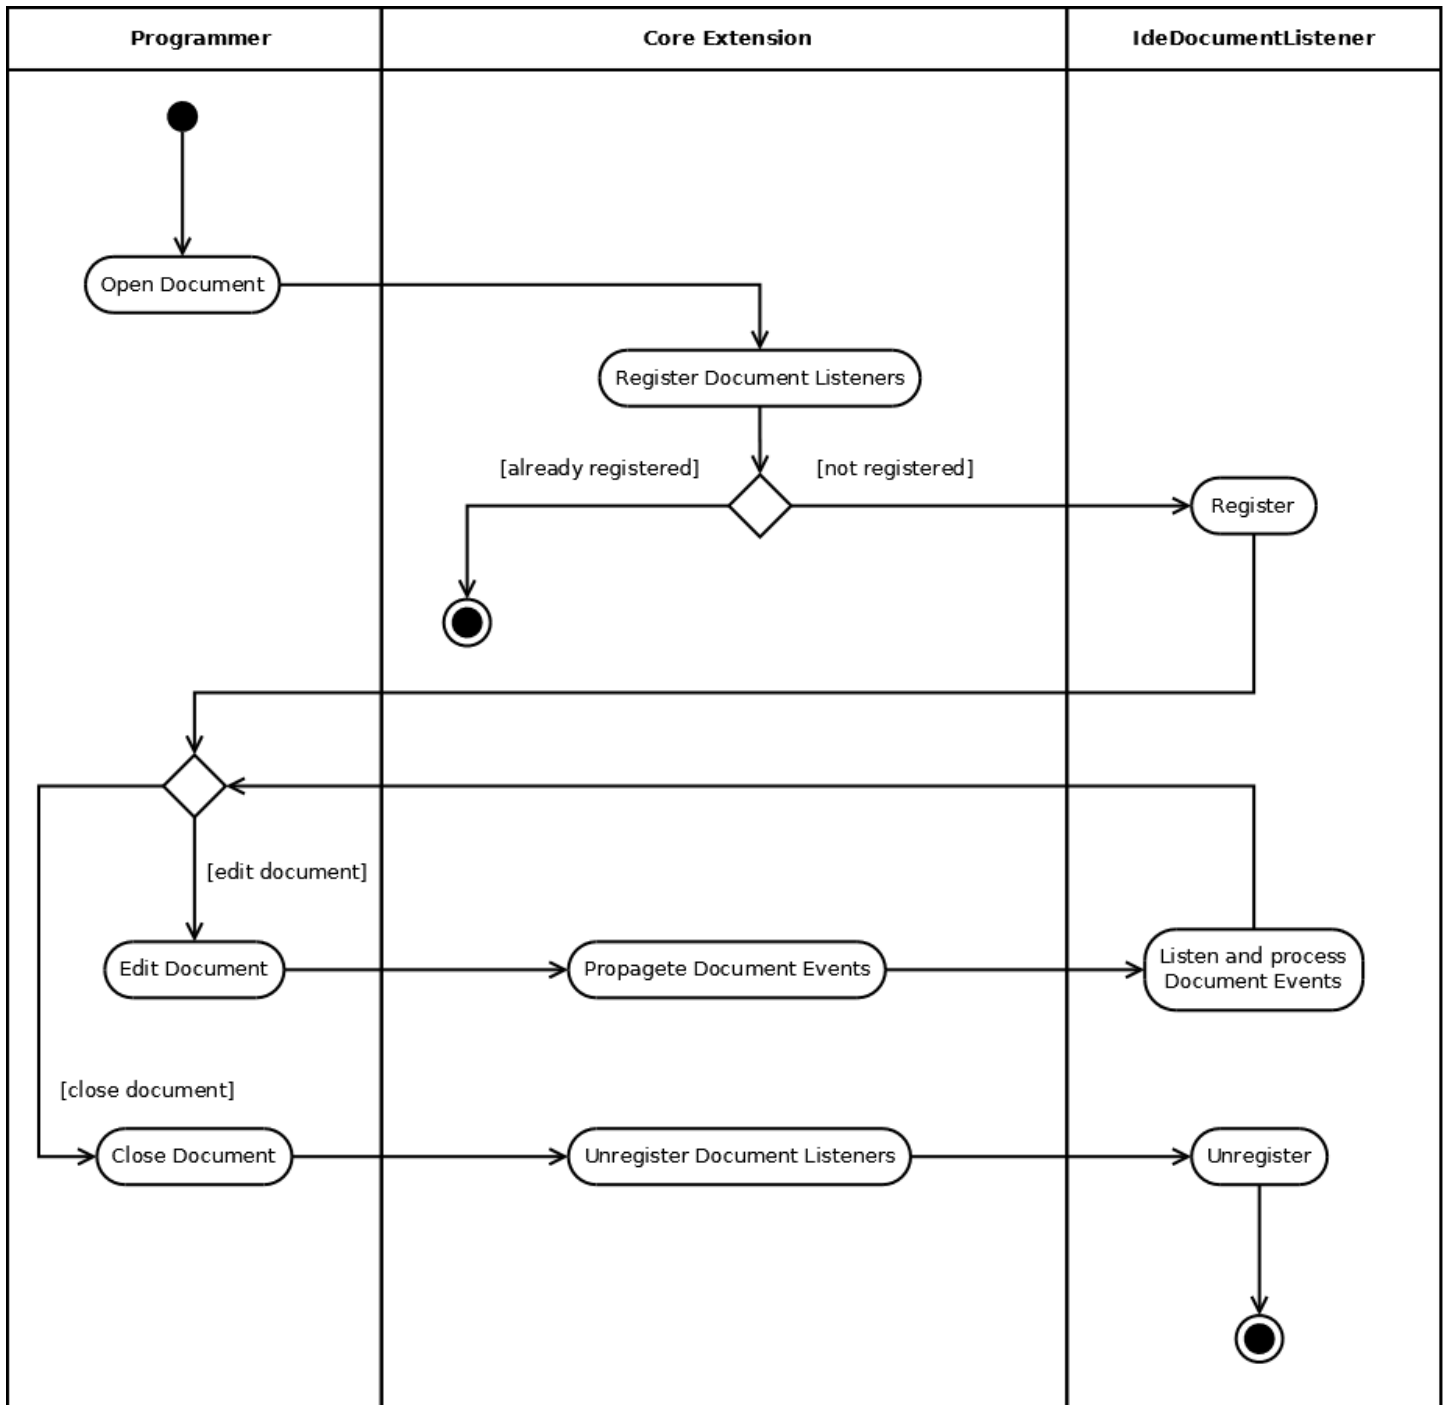 Programmer
Core Extension
IdeDocumentListener
Open Document
Register Document Listeners
[already registered]
[not registered]
Register
[edit document]
Edit Document
Propagete Document Events
Listen and process
Document Events
[close document]
Close Document
Unregister Document Listeners
Unregister